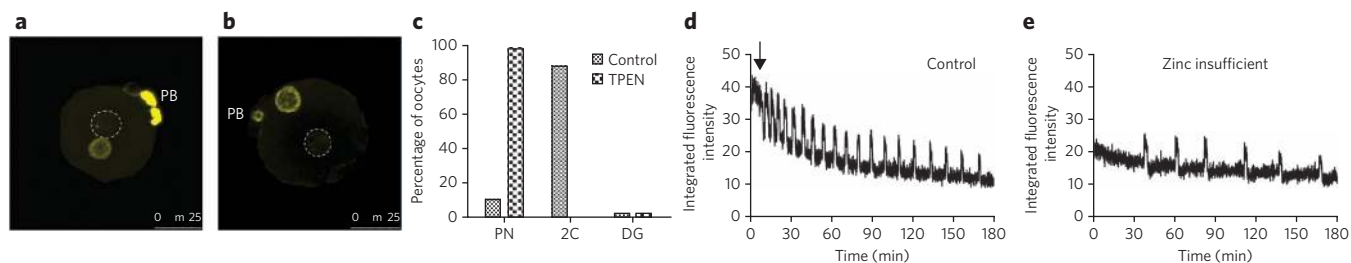 a
PB
0 m 25
b
PB
0 m 25
c
Percentage of oocytes
100
80
60
40
20
0
PN
2C
DG
Control
TPEN
d
Integrated fluorescence
intensity
50
40
30
20
10
0
Control
0 30 60 90 120 150 180
Time (min)
e
Integrated fluorescence
intensity
50
40
30
20
10
0
Zinc insufficient
0 30 60 90 120 150 180
Time (min)